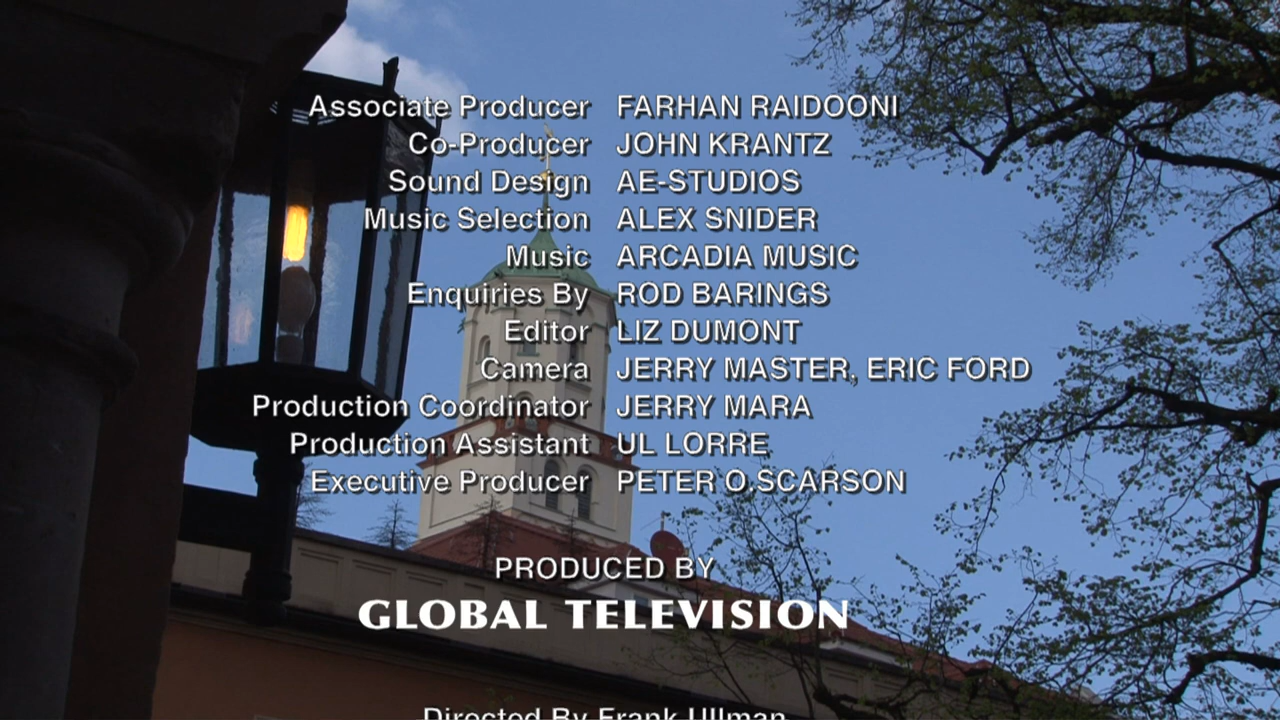 Associate Producer FARHAN RAIDOONI
Co-Producer JOHN KRANTZ
Sound Design AE-STUDIOS
Music Selection ALEX SNIDER
Music ARCADIA MUSIC
Enquiries By ROD BARINGS
Editor LIZ DUMONT
Camera JERRY MASTER, ERIC FORD
Production Coordinator JERRY MARA
Production Assistant UL LORRE
Executive Producer PETER O.SCARSON
PRODUCED BY
GLOBAL TELEVISION
Directed By Frank Ullman